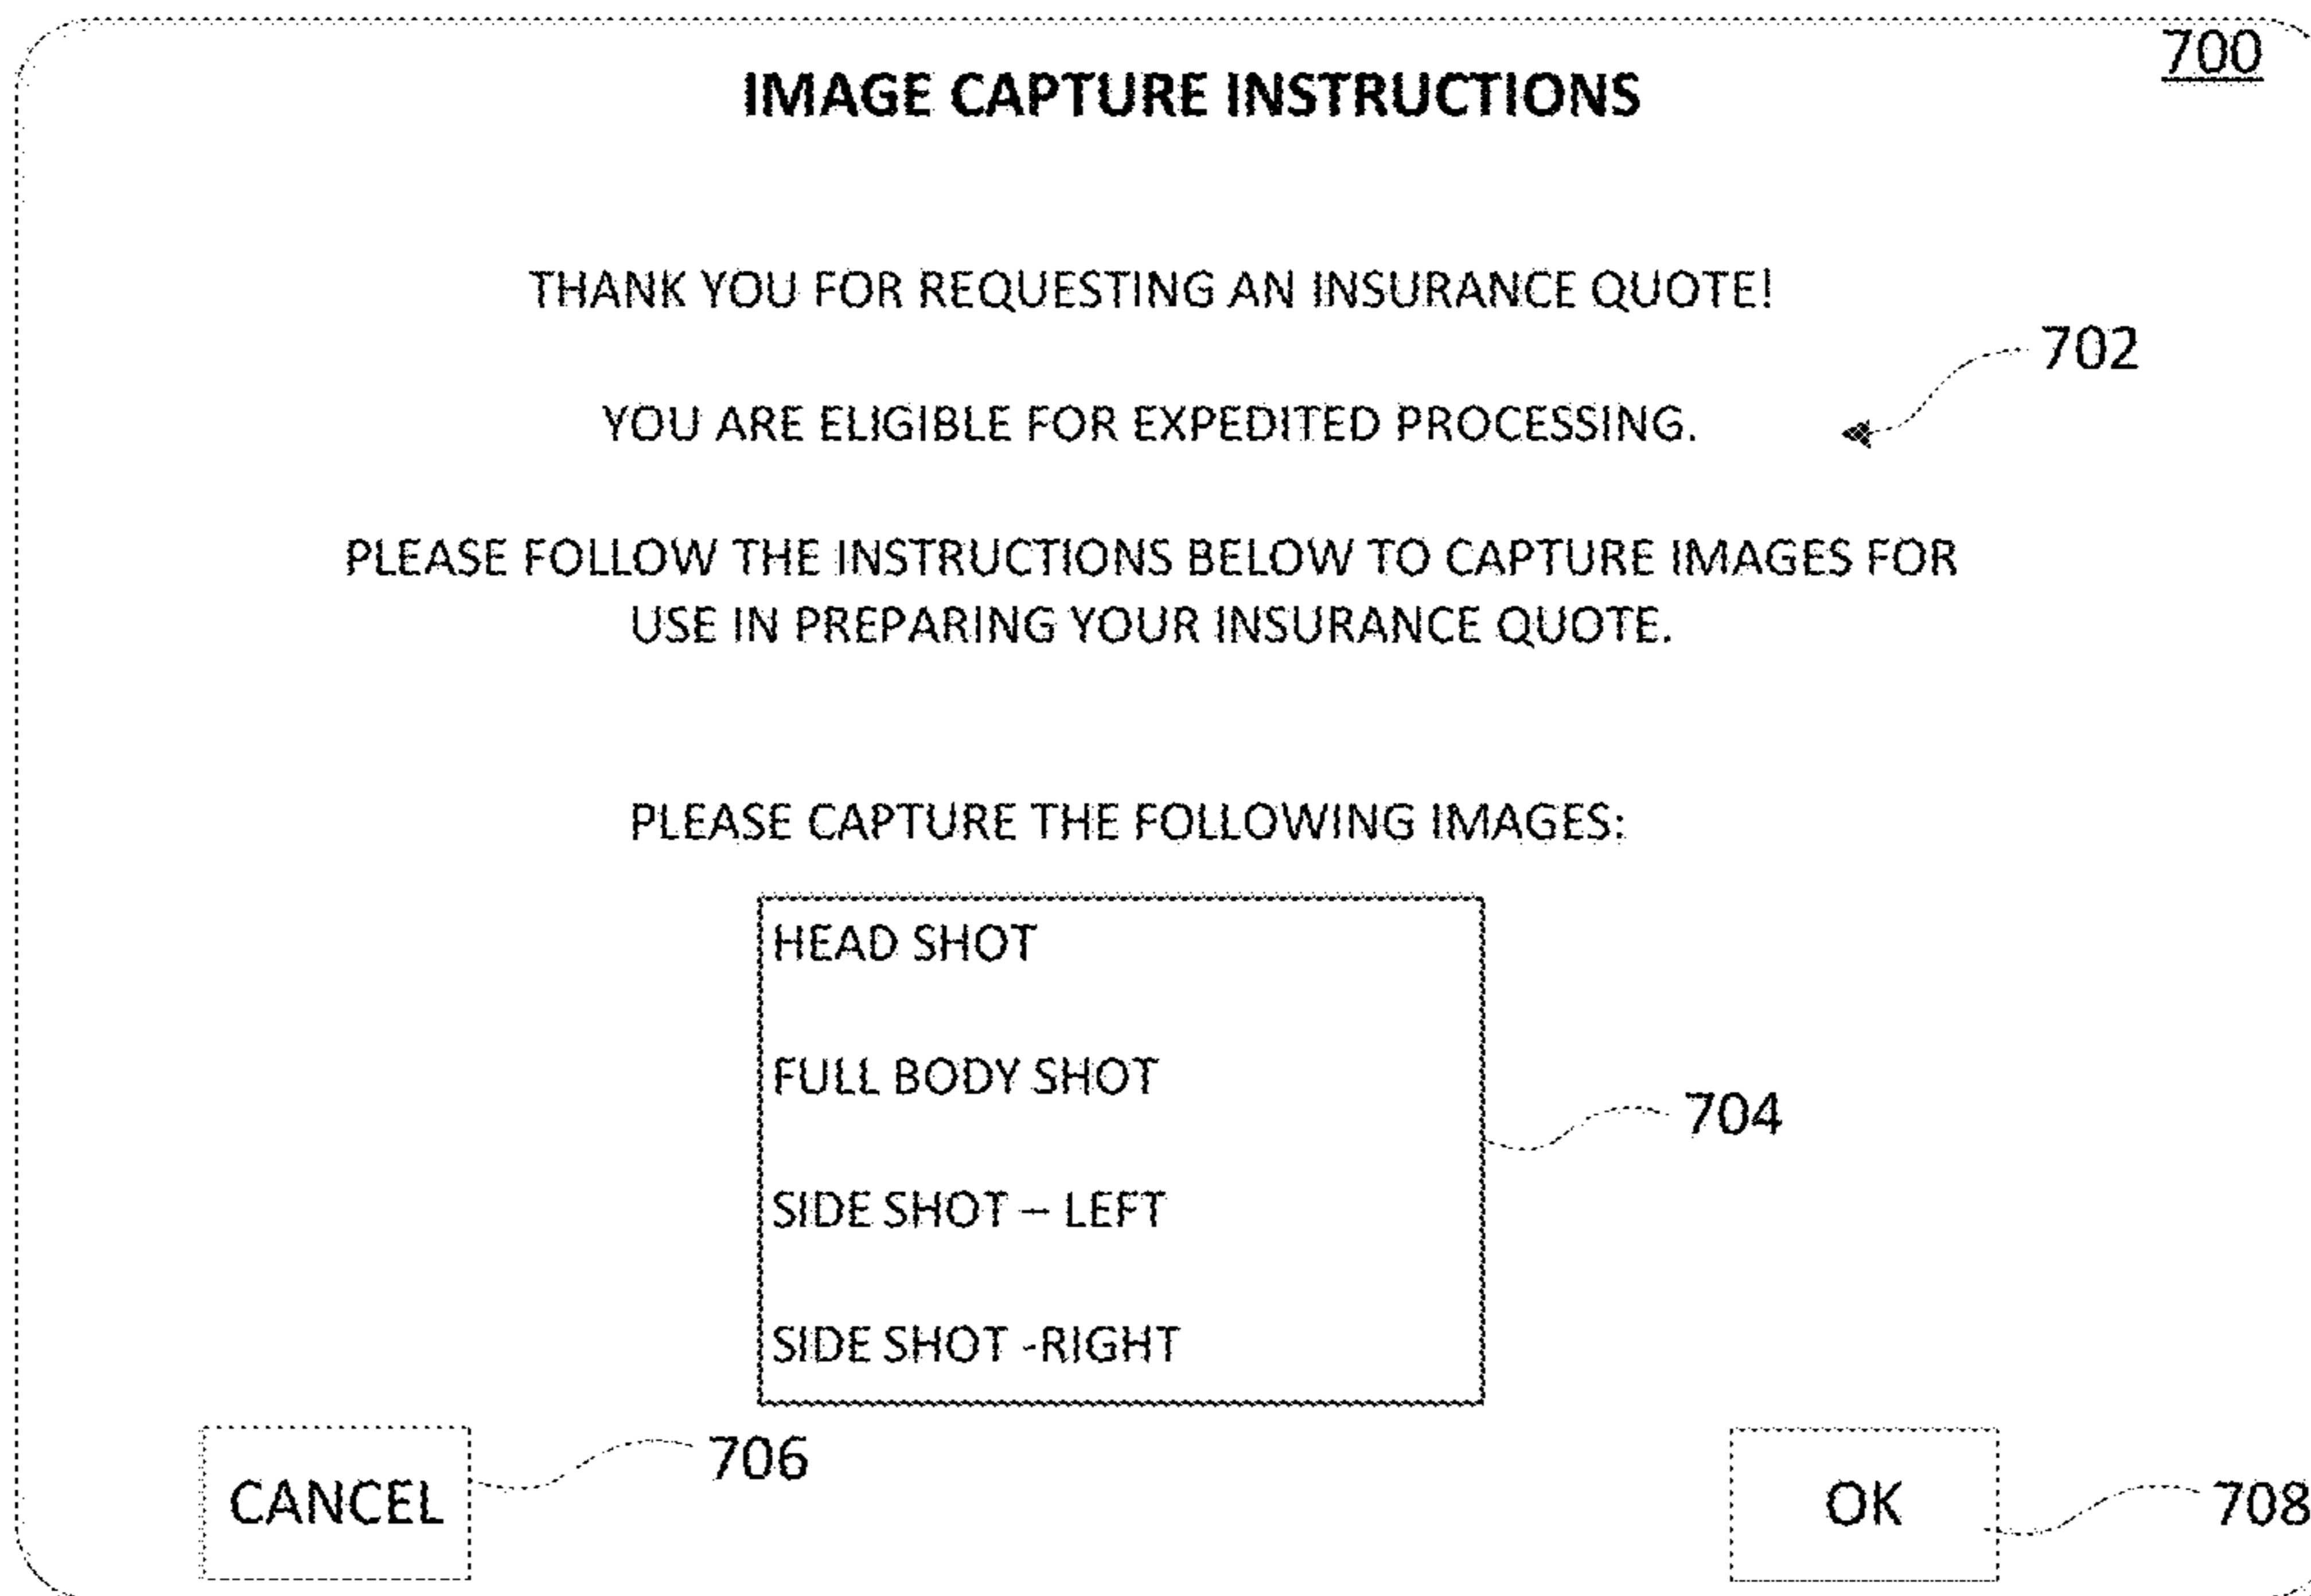 700
IMAGE CAPTURE INSTRUCTIONS
THANK YOU FOR REQUESTING AN INSURANCE QUOTE!
702
YOU ARE ELIGIBLE FOR EXPEDITED PROCESSING.
PLEASE FOLLOW THE INSTRUCTIONS BELOW TO CAPTURE IMAGES FOR
USE IN PREPARING YOUR INSURANCE QUOTE.
PLEASE CAPTURE THE FOLLOWING IMAGES:
HEAD SHOT
FULL BODY SHOT
704
SIDE SHOT – LEFT
SIDE SHOT -RIGHT
CANCEL
706
OK
708